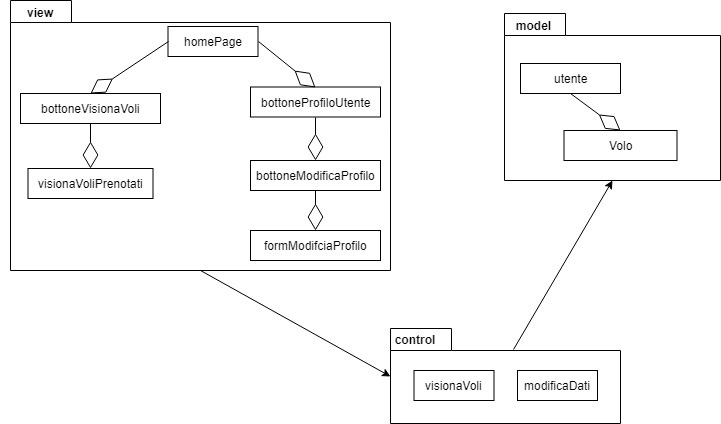 view
homePage
bottoneVisionaVoli
bottoneProfiloUtente
visionaVoliPrenotati
bottoneModificaProfilo
formModifciaProfilo
model
utente
Volo
control
visionaVoli
modificaDati